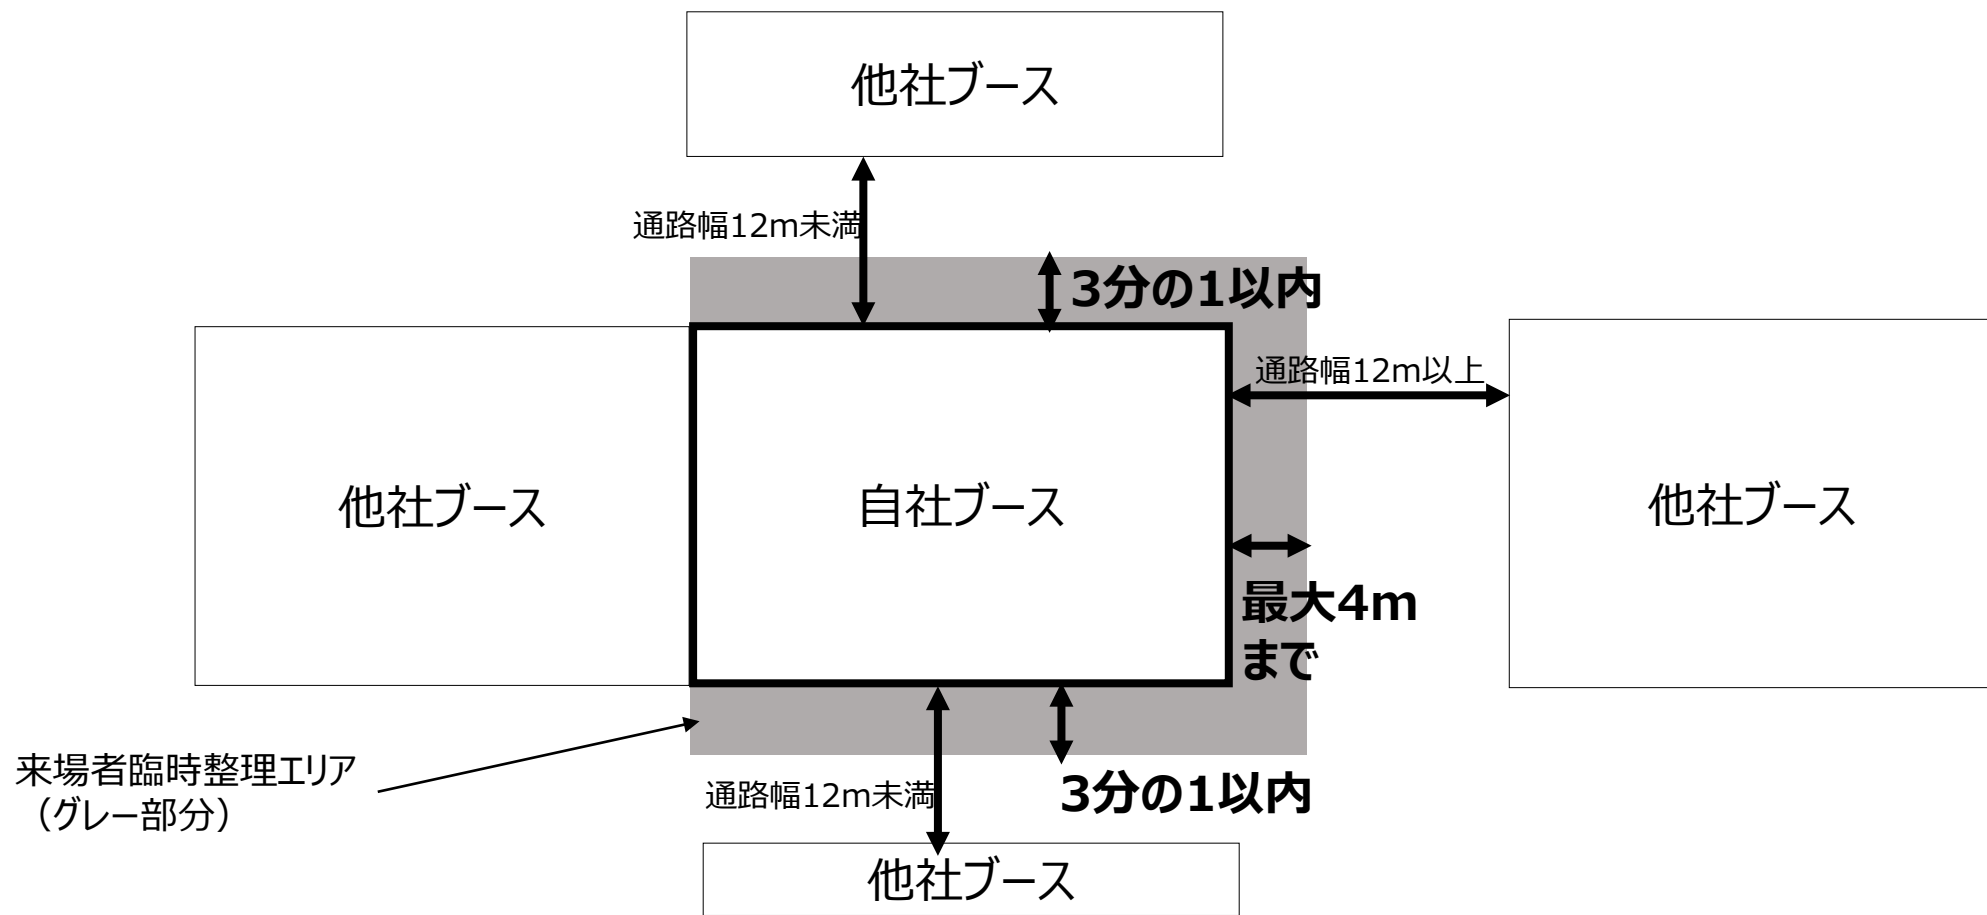 他社ブース
通路幅12m未満
3分の1以内
通路幅12m以上
他社ブース
自社ブース
他社ブース
最大4m
まで
来場者臨時整理エリア
（グレー部分）
通路幅12m未満
3分の1以内
他社ブース